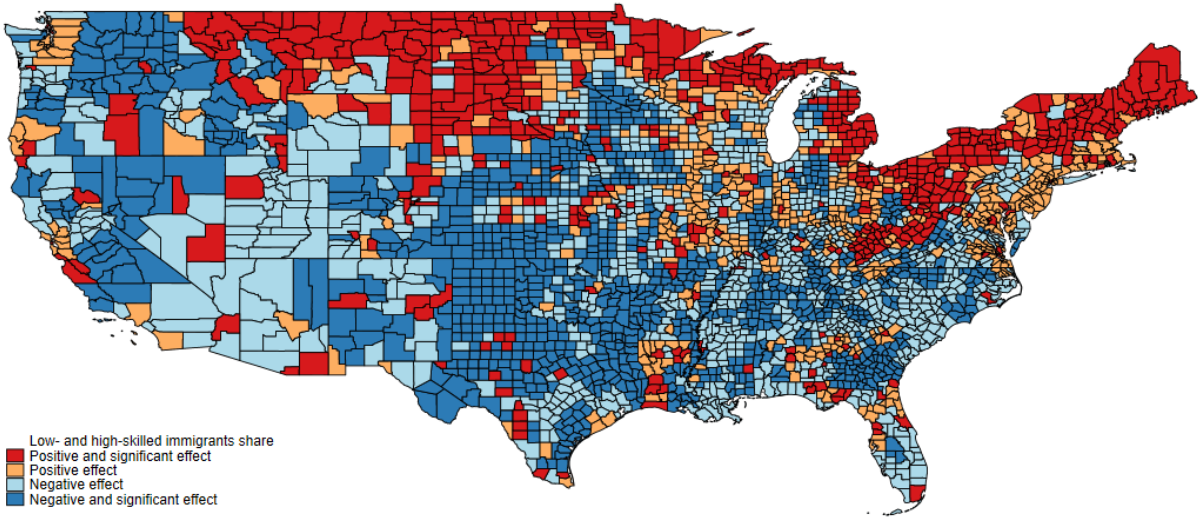 Low- and high-skilled immigrants share
Positive and significant effect
Positive effect
Negative effect
Negative and significant effect